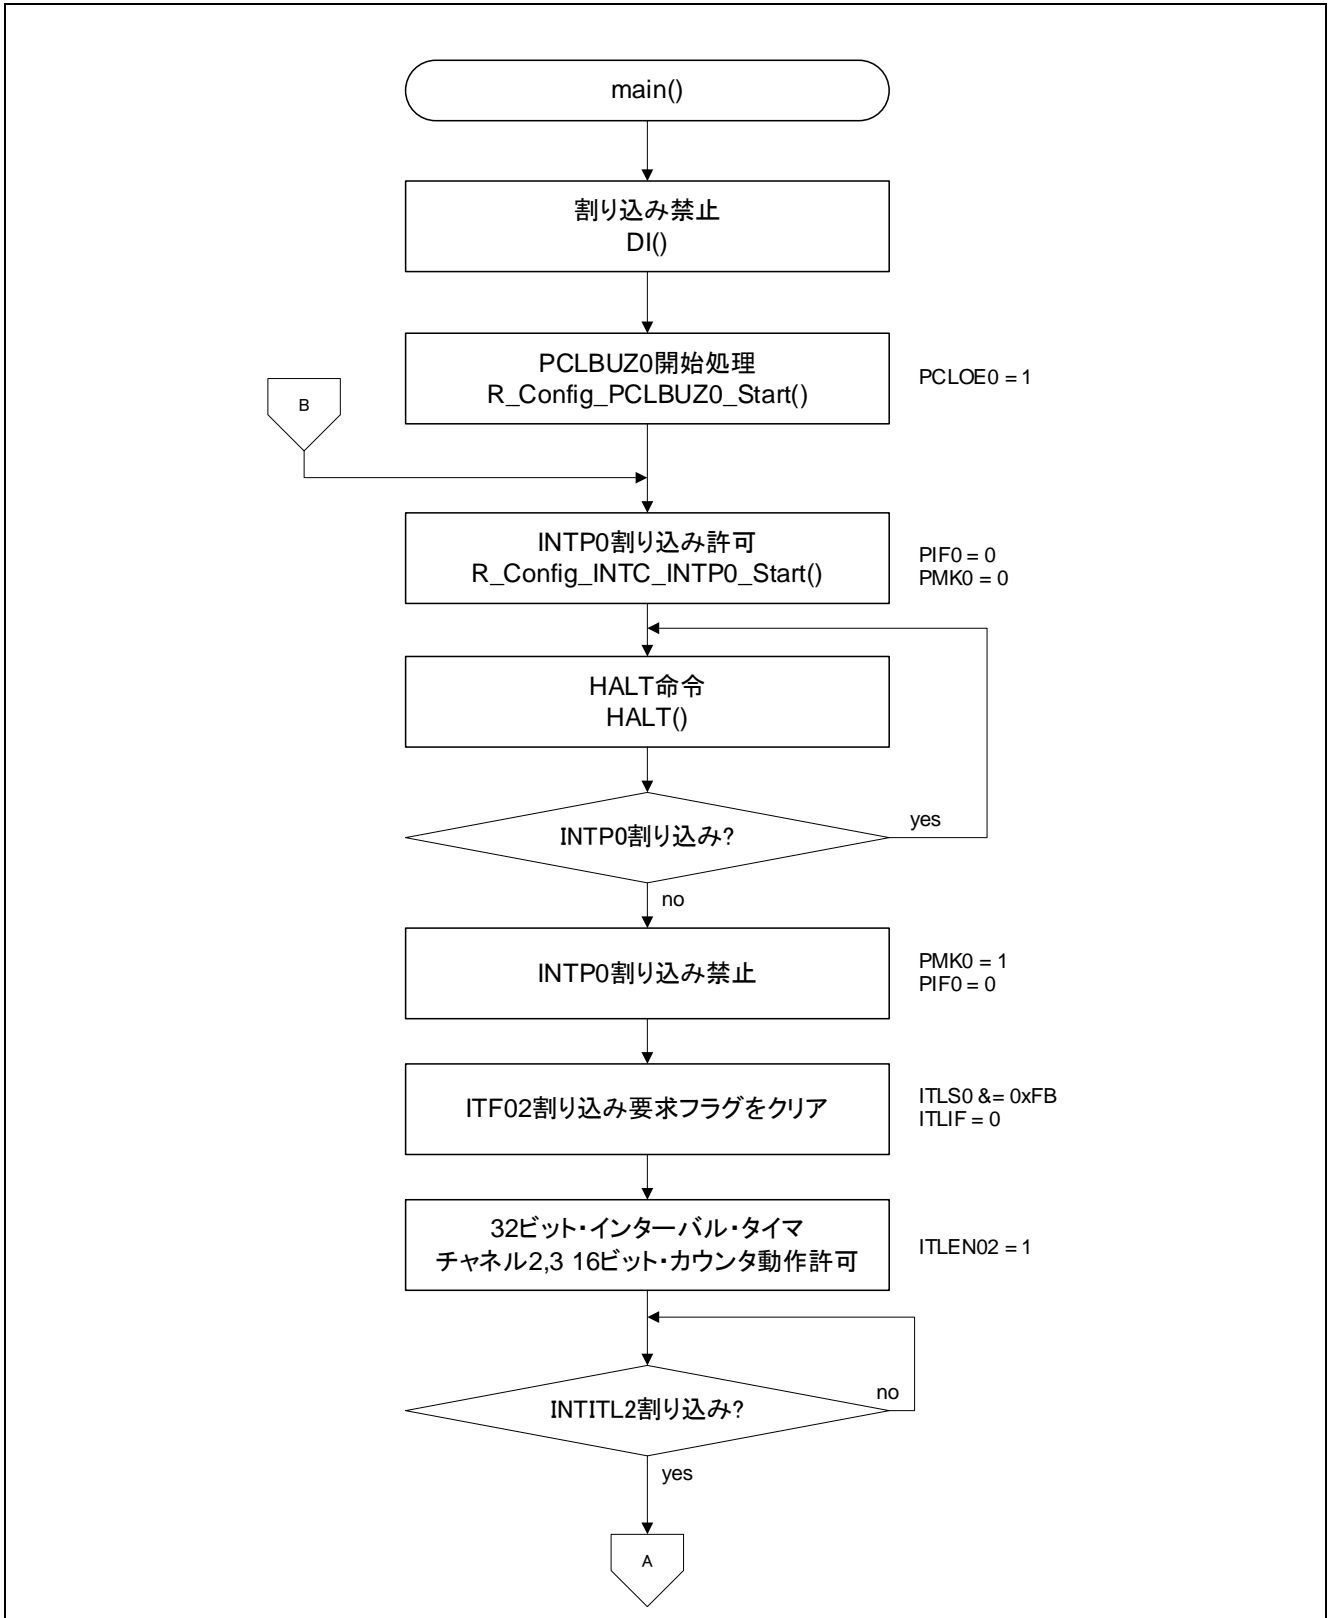 main()
割り込み禁止
DI()
PCLBUZ0開始処理
R_Config_PCLBUZ0_Start()
PCLOE0 = 1
B
INTP0割り込み許可
R_Config_INTC_INTP0_Start()
PIF0 = 0
PMK0 = 0
HALT命令
HALT()
INTP0割り込み?
yes
no
INTP0割り込み禁止
PMK0 = 1
PIF0 = 0
ITF02割り込み要求フラグをクリア
ITLS0 &= 0xFB
ITLIF = 0
32ビット・インターバル・タイマ
チャネル2,3 16ビット・カウンタ動作許可
ITLEN02 = 1
INTITL2割り込み?
no
yes
A